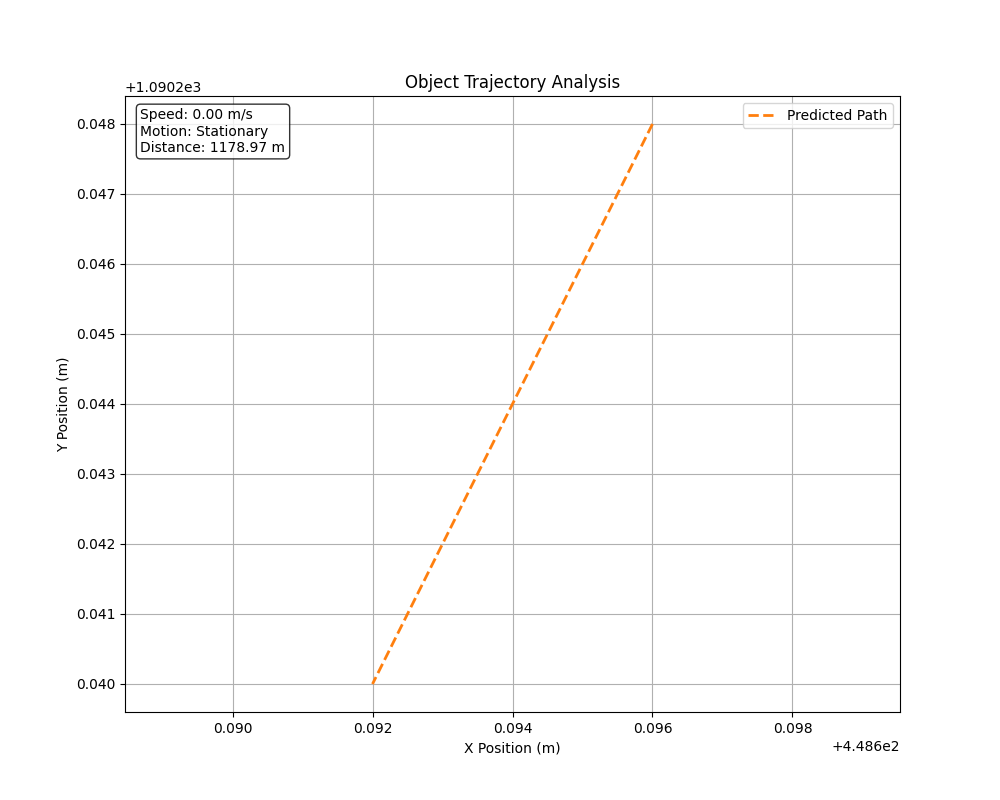 Object Trajectory Analysis
+1.0902e3
Speed: 0.00 m/s
Motion: Stationary
Distance: 1178.97 m
Predicted Path
0.048
0.047
0.046
0.045
0.044
0.043
0.042
0.041
0.040
Y Position (m)
0.090 0.092 0.094 0.096 0.098
X Position (m)
+4.486e2